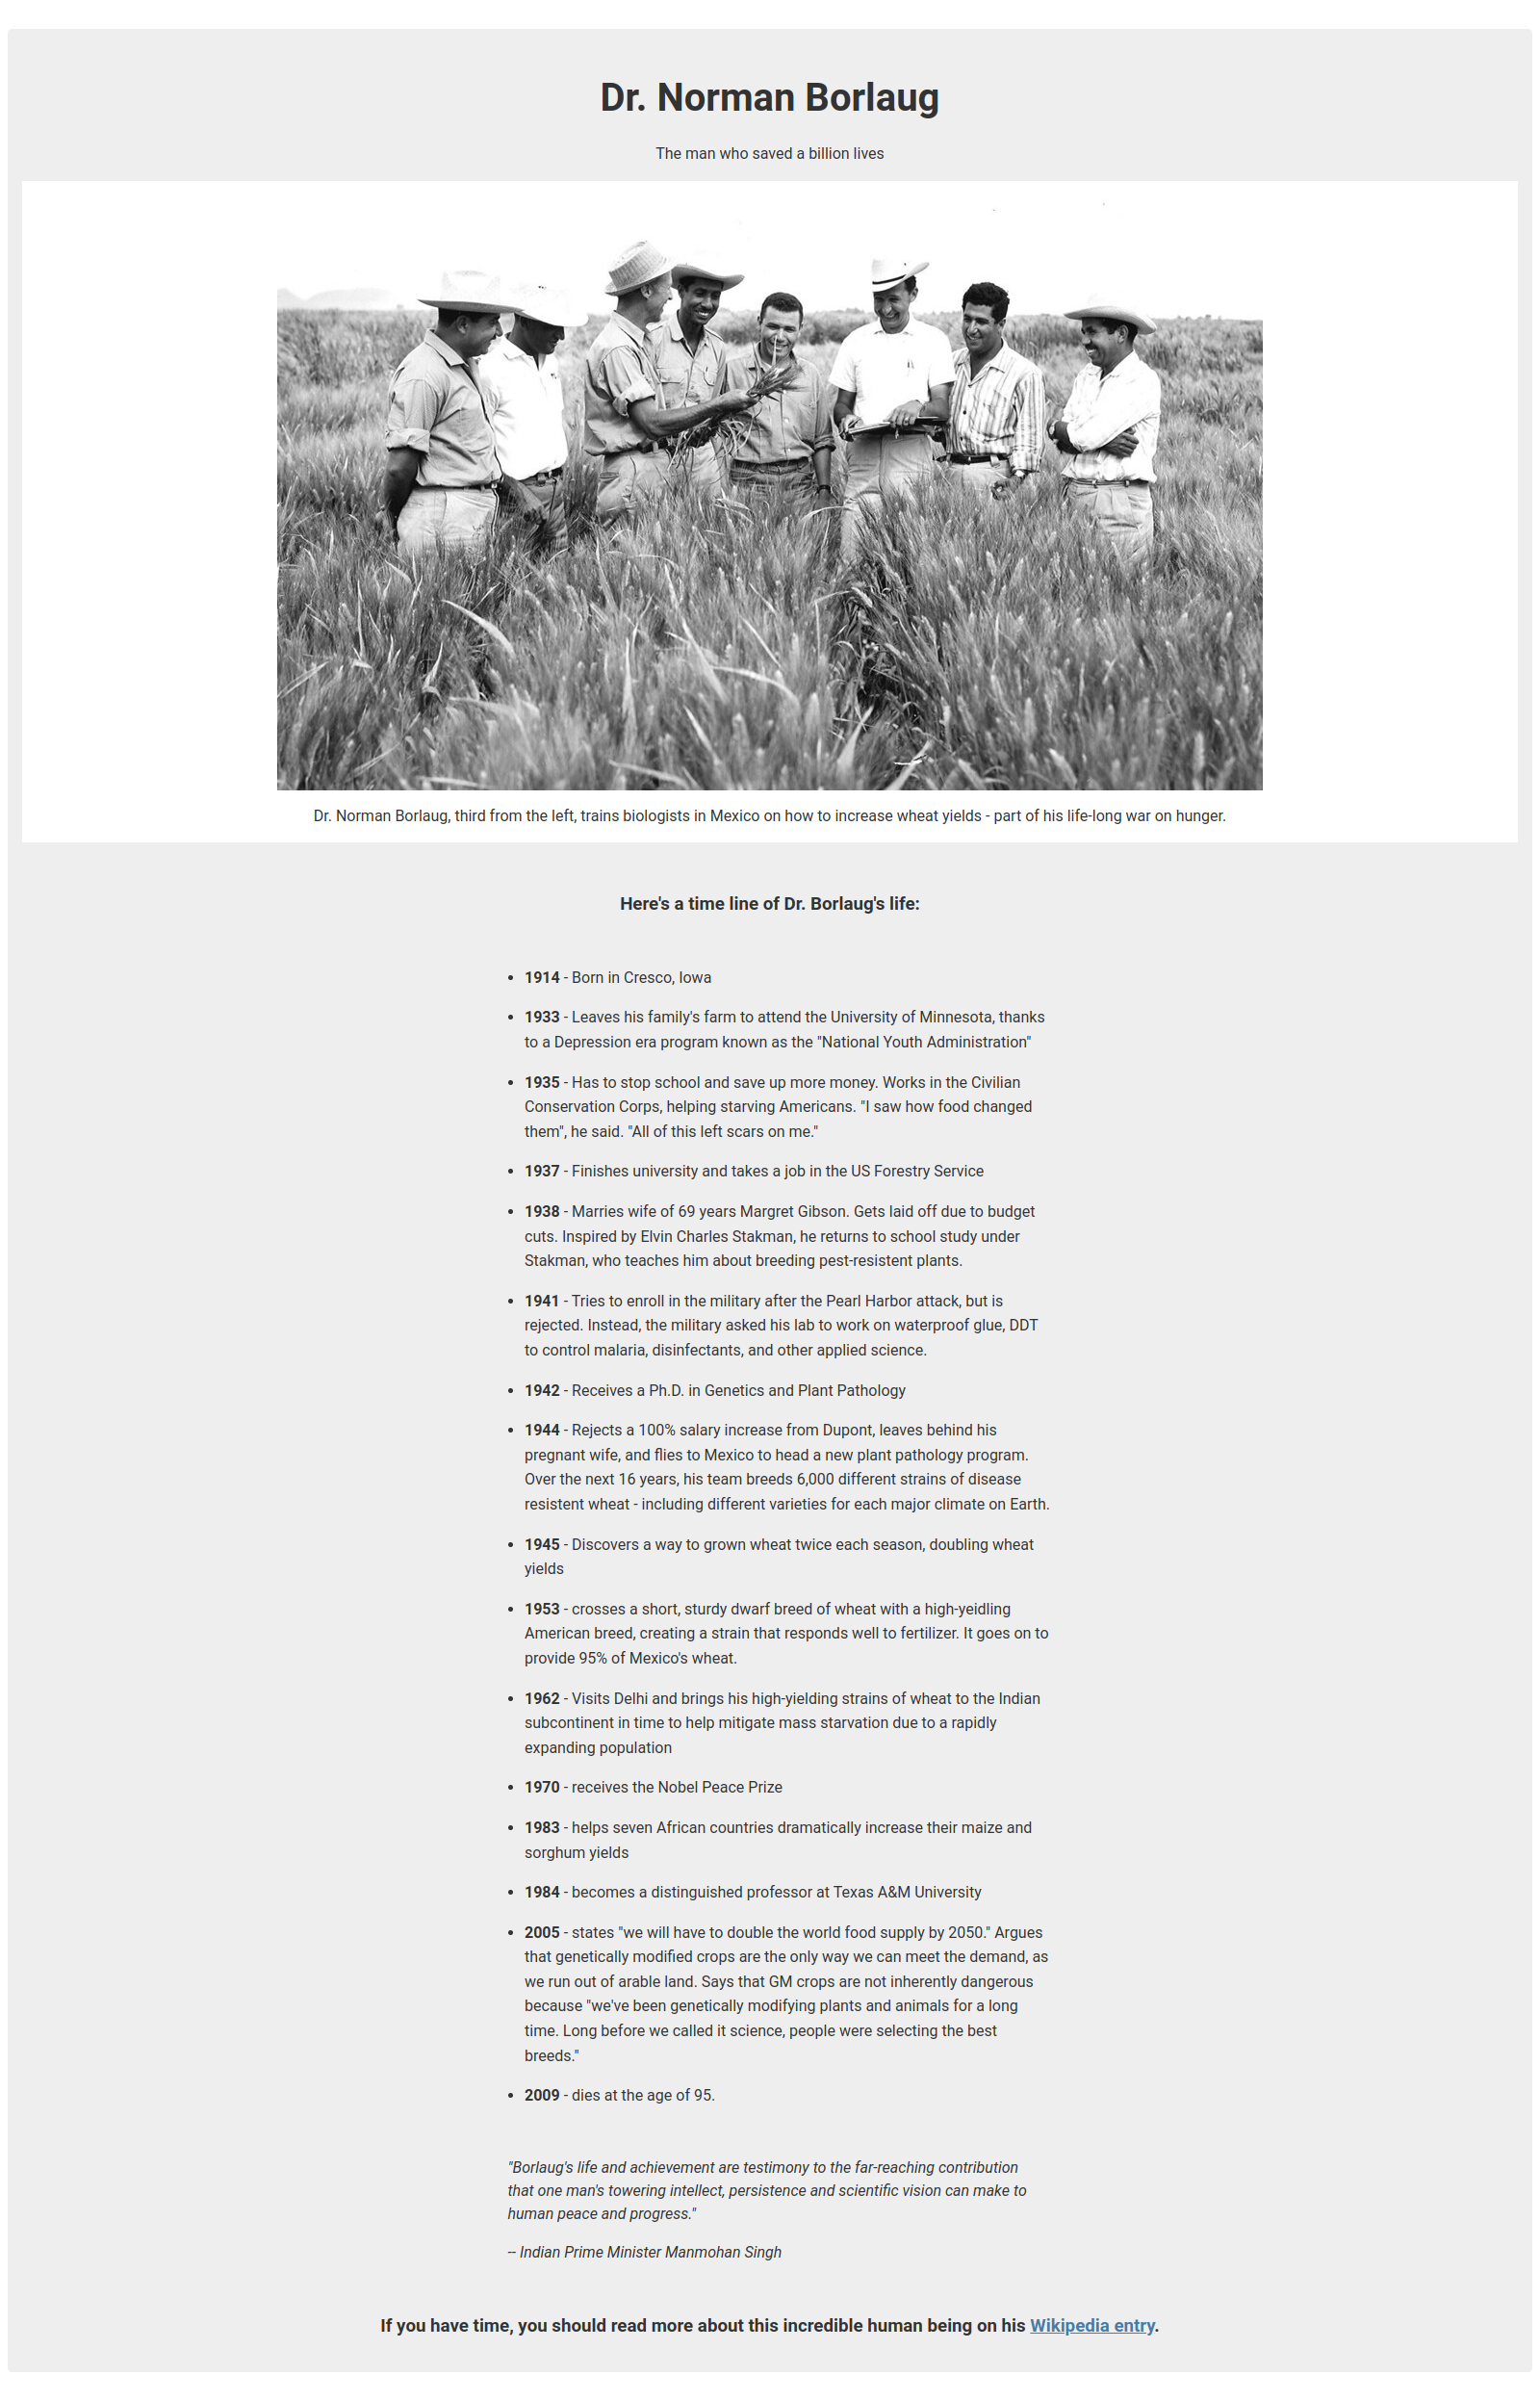 Dr. Norman Borlaug
The man who saved a billion lives
Dr. Norman Borlaug, third from the left, trains biologists in Mexico on how to increase wheat yields - part of his life-long war on hunger.
Here's a time line of Dr. Borlaug's life:
• 1914 - Born in Cresco, Iowa
• 1933 - Leaves his family's farm to attend the University of Minnesota, thanks
to a Depression era program known as the "National Youth Administration"
• 1935 - Has to stop school and save up more money. Works in the Civilian
Conservation Corps, helping starving Americans. "I saw how food changed
them", he said. "All of this left scars on me."
• 1937 - Finishes university and takes a job in the US Forestry Service
• 1938 - Marries wife of 69 years Margret Gibson. Gets laid off due to budget
cuts. Inspired by Elvin Charles Stakman, he returns to school study under
Stakman, who teaches him about breeding pest-resistent plants.
• 1941 - Tries to enroll in the military after the Pearl Harbor attack, but is
rejected. Instead, the military asked his lab to work on waterproof glue, DDT
to control malaria, disinfectants, and other applied science.
• 1942 - Receives a Ph.D. in Genetics and Plant Pathology
• 1944 - Rejects a 100% salary increase from Dupont, leaves behind his
pregnant wife, and flies to Mexico to head a new plant pathology program.
Over the next 16 years, his team breeds 6,000 different strains of disease
resistent wheat - including different varieties for each major climate on Earth.
• 1945 - Discovers a way to grown wheat twice each season, doubling wheat
yields
• 1953 - crosses a short, sturdy dwarf breed of wheat with a high-yeidling
American breed, creating a strain that responds well to fertilizer. It goes on to
provide 95% of Mexico's wheat.
• 1962 - Visits Delhi and brings his high-yielding strains of wheat to the Indian
subcontinent in time to help mitigate mass starvation due to a rapidly
expanding population
• 1970 - receives the Nobel Peace Prize
• 1983 - helps seven African countries dramatically increase their maize and
sorghum yields
• 1984 - becomes a distinguished professor at Texas A&M University
• 2005 - states "we will have to double the world food supply by 2050." Argues
that genetically modified crops are the only way we can meet the demand, as
we run out of arable land. Says that GM crops are not inherently dangerous
because "we've been genetically modifying plants and animals for a long
time. Long before we called it science, people were selecting the best
breeds."
• 2009 - dies at the age of 95.
"Borlaug's life and achievement are testimony to the far-reaching contribution
that one man's towering intellect, persistence and scientific vision can make to
human peace and progress."
-- Indian Prime Minister Manmohan Singh
If you have time, you should read more about this incredible human being on his Wikipedia entry.